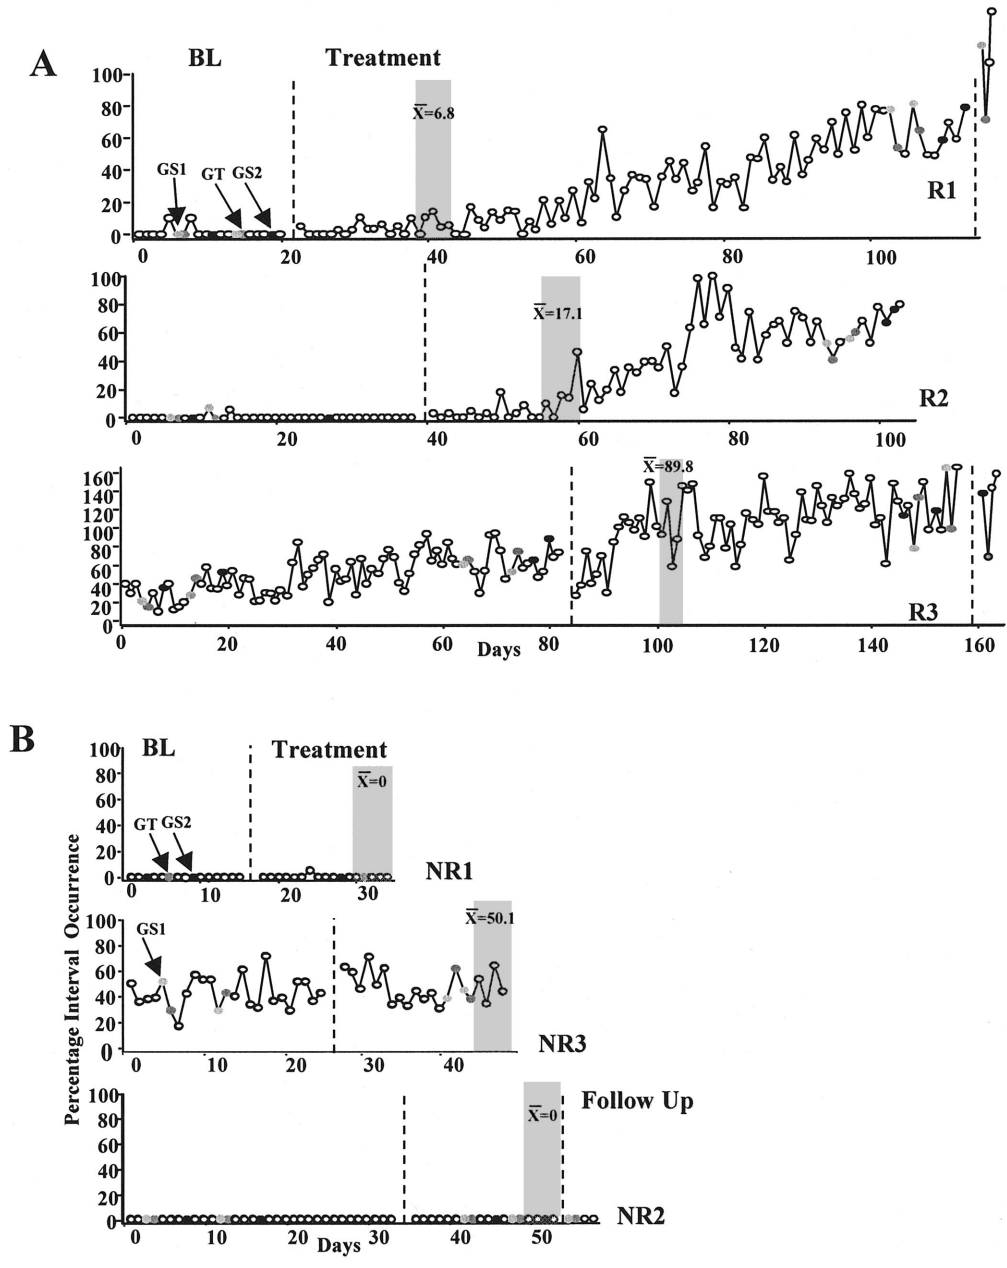 A
BL
Treatment
100
80
60
40
20
0
X=6.8
GS1
GT
GS2
R1
0
20
40
60
80
100
100
80
60
40
20
0
X=17.1
R2
0
20
40
60
80
100
160
140
120
100
80
60
40
20
0
X=89.8
R3
0
20
40
60
80
100
120
140
160
Days
B
BL
Treatment
Percentage Interval Occurrence
100
80
60
40
20
0
X=0
GT
GS2
NR1
0
10
20
30
100
80
60
40
20
0
GS1
X=50.1
NR3
0
10
20
30
40
100
80
60
40
20
0
X=0
Follow Up
NR2
0
10
20
30
40
50
Days